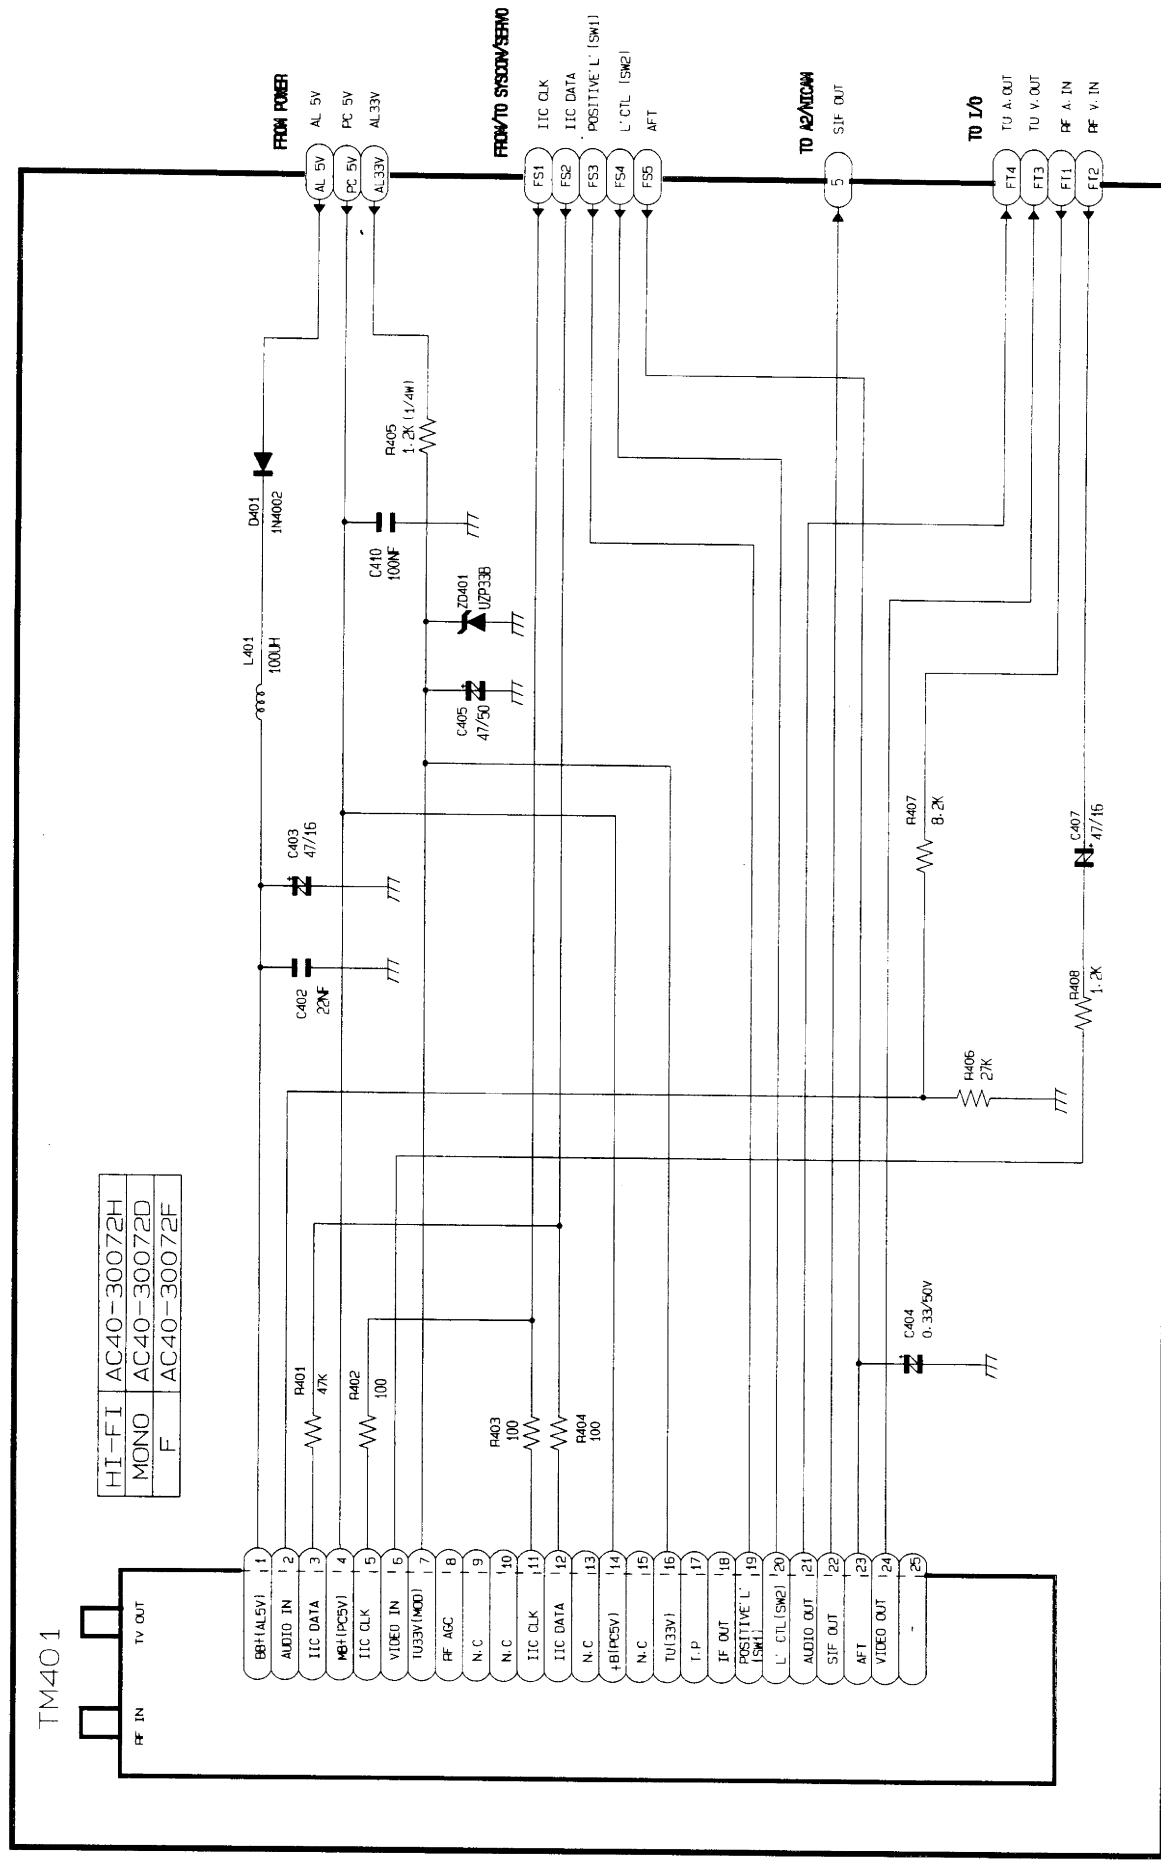 TM401
RF IN
TV OUT
HI-FI AC40-30072H
MONO AC40-30072D
F AC40-30072F
BB+(AL5V) 1
AUDIO IN 2
IIC DATA 3
MB+(PC5V) 4
IIC CLK 5
VIDEO IN 6
TU33V(MOD) 7
RF AGC 8
N.C 9
N.C 10
IIC CLK 11
IIC DATA 12
N.C 13
+B(PC5V) 14
N.C 15
TU(33V) 16
T.P 17
IF OUT 18
POSITIVE'L' (SW1) 19
L' CTL(SW2) 20
AUDIO OUT 21
SIF OUT 22
AFT 23
VIDEO OUT 24
- 25
R401
47K
R402
100
R403
100
R404
100
C402
22NF
C403
47/16
L401
100UH
D401
1N4002
C410
100NF
R405
1.2K(1/4W)
ZD401
UZP33B
C405
47/50
R406
27K
R407
8.2K
R408
1.2K
C407
47/16
C404
0.33/50V
FROM POWER
AL 5V AL 5V
PC 5V PC 5V
AL33V AL33V
FROM/TO SYSCON/SERVO
FS1 IIC CLK
FS2 IIC DATA
FS3 POSITIVE'L'(SW1)
FS4 L'CTL (SW2)
FS5 AFT
TO A2/NICAM
5 SIF OUT
TO I/O
FT4 TU A.OUT
FT3 TU V.OUT
FT1 RF A.IN
FT2 RF V.IN